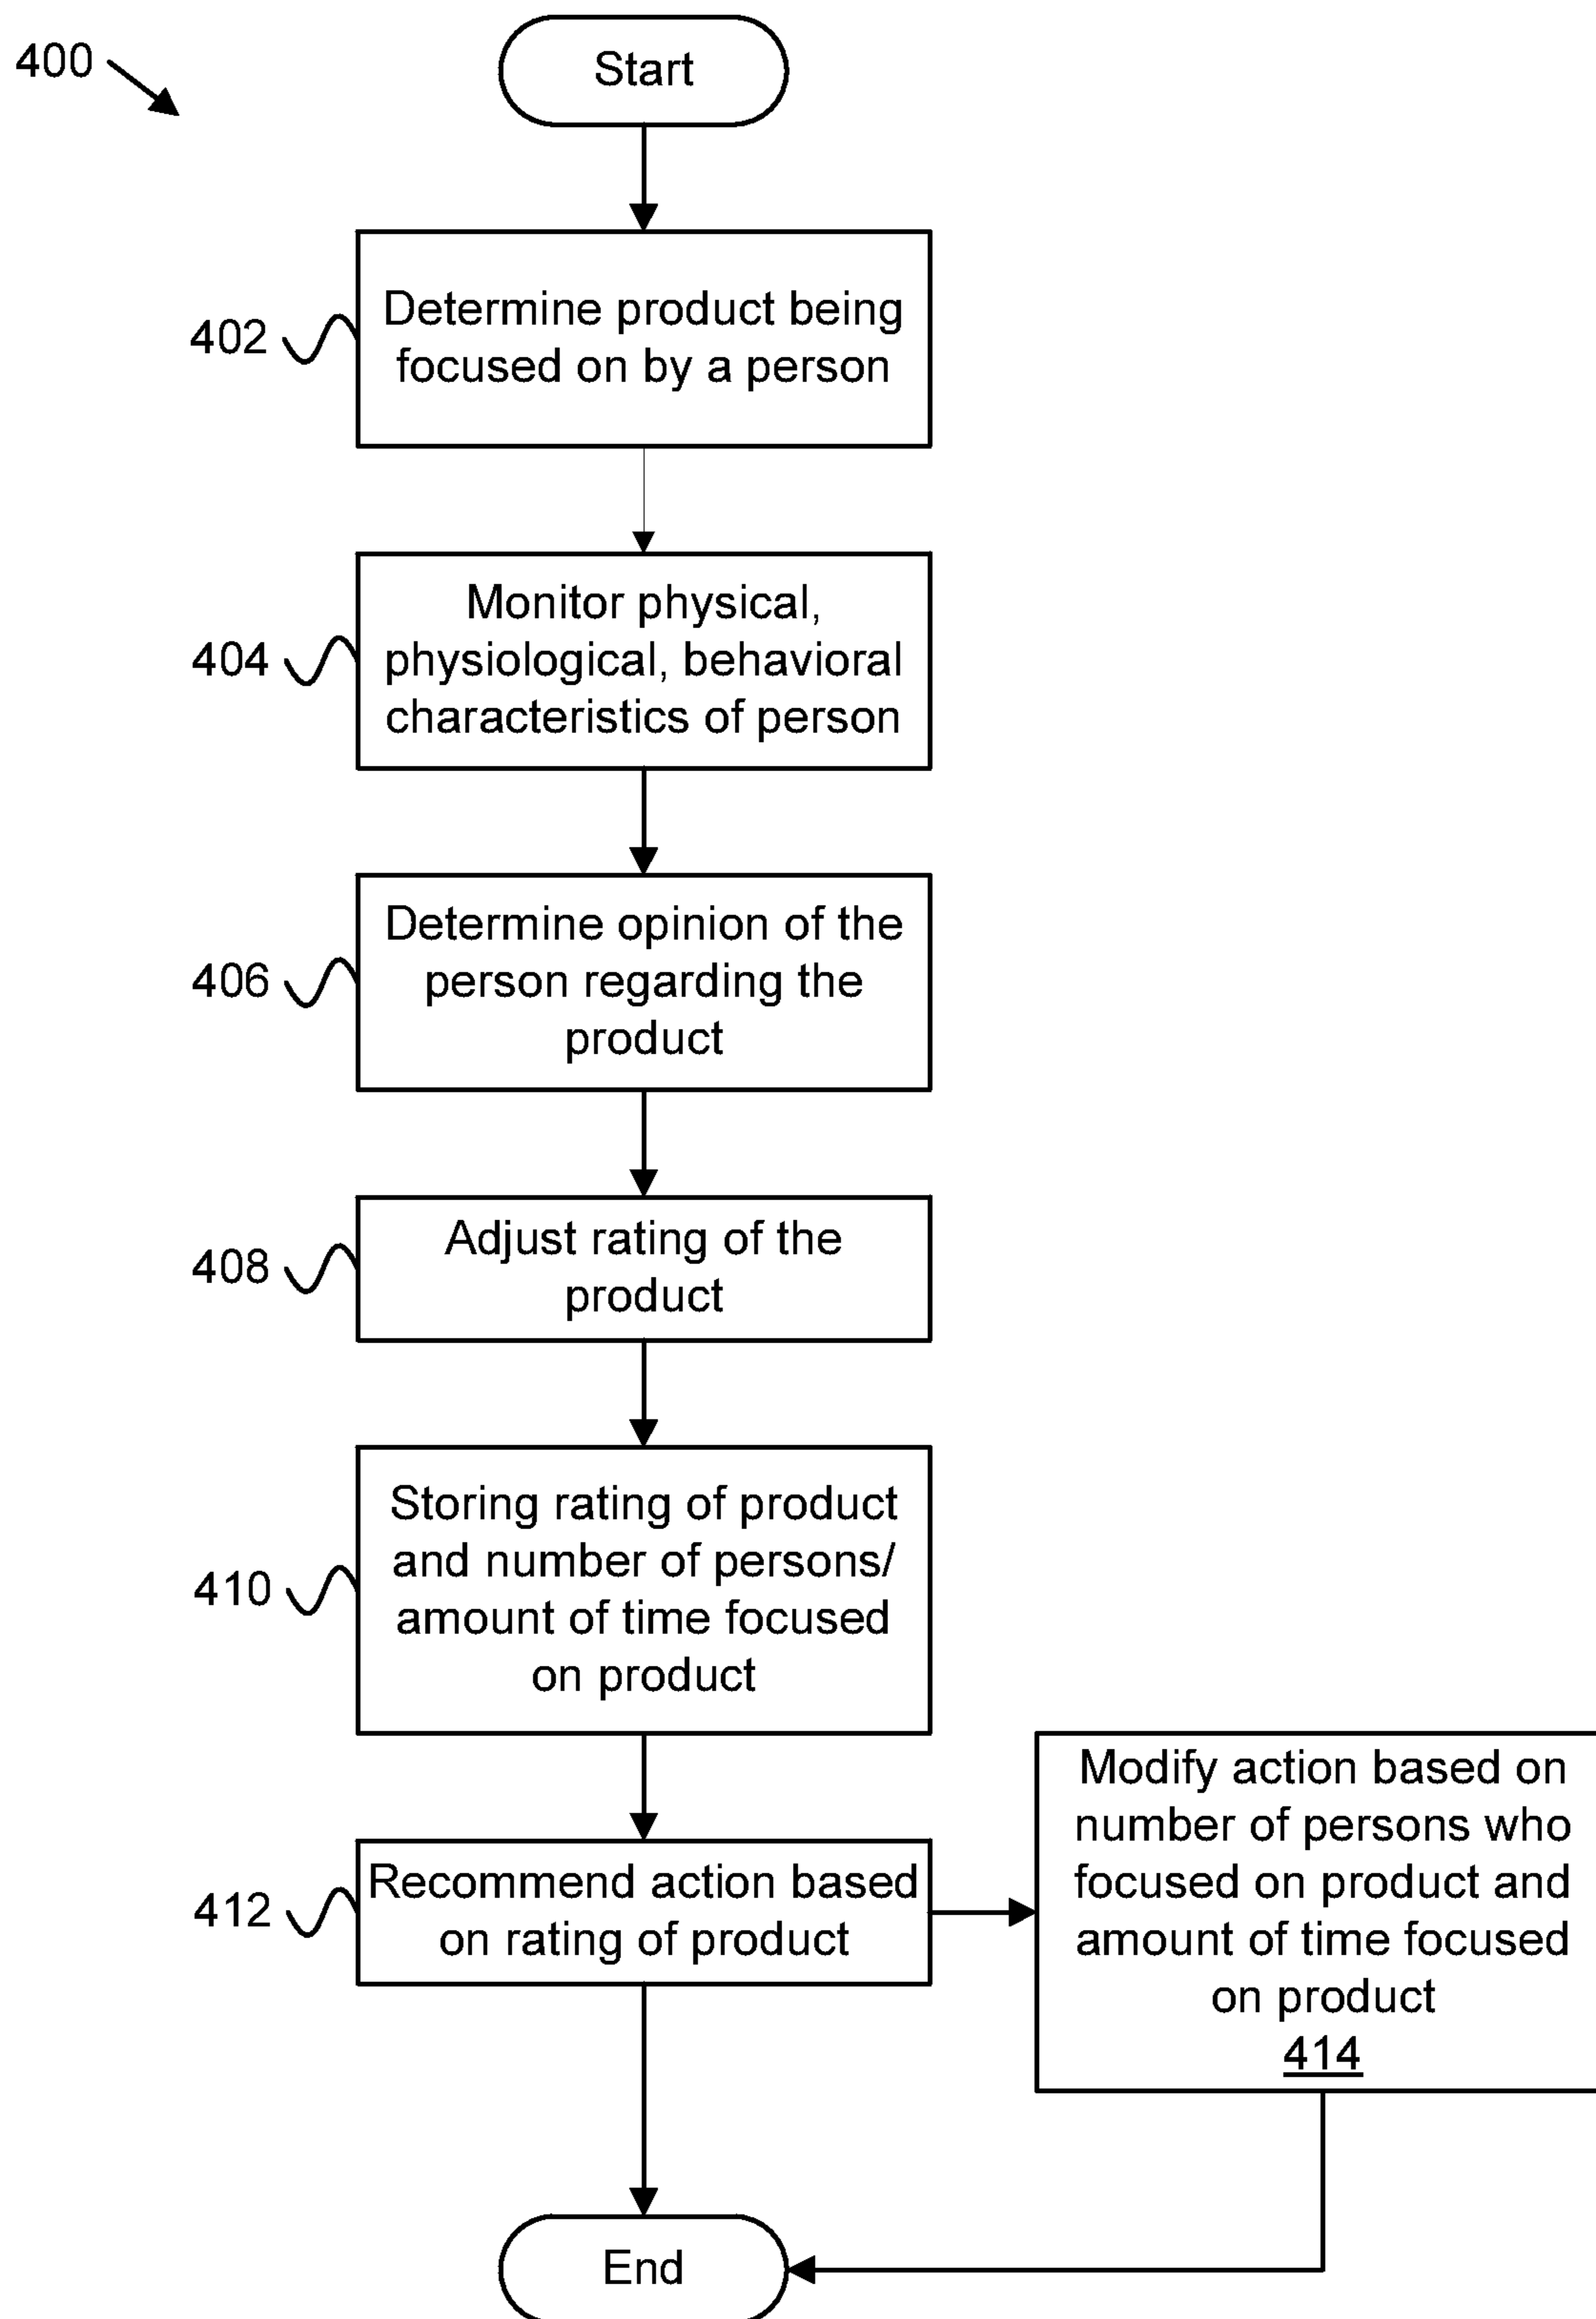 400
Start
402
Determine product being
focused on by a person
404
Monitor physical,
physiological, behavioral
characteristics of person
406
Determine opinion of the
person regarding the
product
408
Adjust rating of the
product
410
Storing rating of product
and number of persons/
amount of time focused
on product
412
Recommend action based
on rating of product
Modify action based on
number of persons who
focused on product and
amount of time focused
on product
414
End